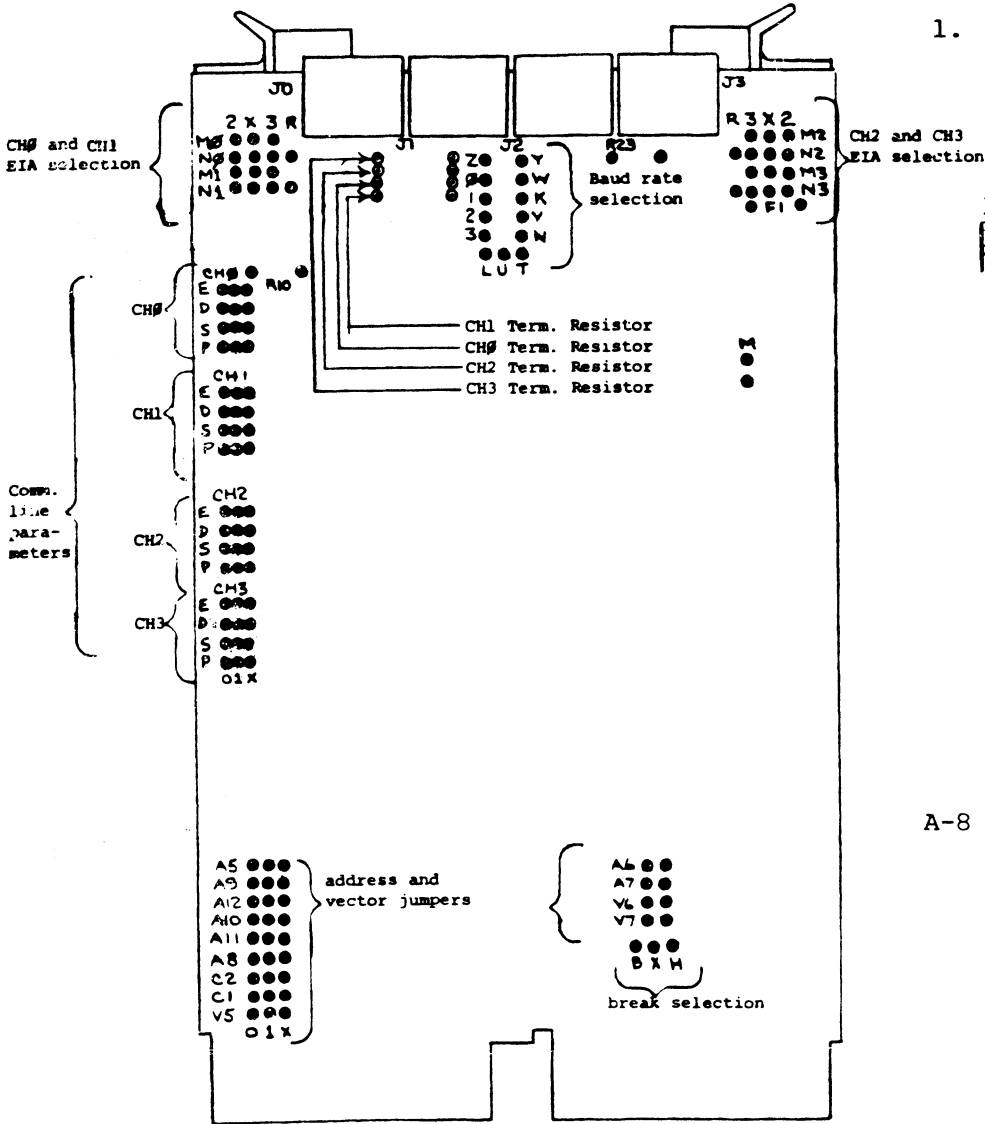 1.
J0
J3
2 X 3 R
MØ
NØ
M1
N1
CHØ and CH1
EIA selection
J1
J2
R23
Z
Ø
1
2
3
Y
W
K
V
N
L U T
Baud rate
selection
R 3 X 2
M2
N2
M3
N3
F1
CH2 and CH3
EIA selection
CHØ
R10
E
D
S
P
CHØ
CH1 Term. Resistor
CHØ Term. Resistor
CH2 Term. Resistor
CH3 Term. Resistor
M
CH1
E
D
S
P
CH1
Comm.
line
para-
meters
CH2
E
D
S
P
CH2
CH3
E
D
S
P
0 1 X
CH3
A-8
A5
A9
A12
A10
A11
A8
C2
C1
V5
0 1 X
address and
vector jumpers
A6
A7
V6
V7
B X H
break selection